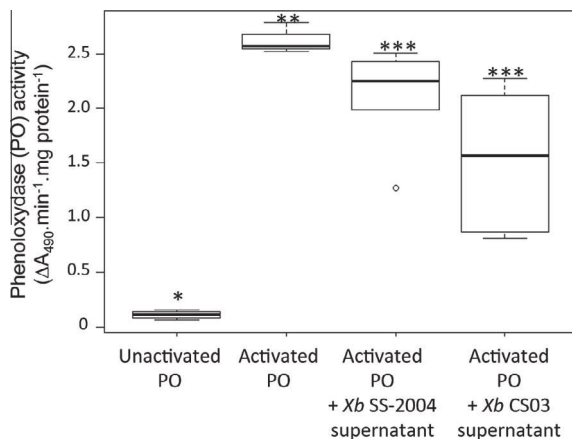 Phenoloxydase (PO) activity
(ΔA490.min-1.mg protein-1)
2.5
2.0
1.5
1.0
0.5
0
*
**
***
***
Unactivated
PO
Activated
PO
Activated
PO
+ Xb SS-2004
supernatant
Activated
PO
+ Xb CS03
supernatant